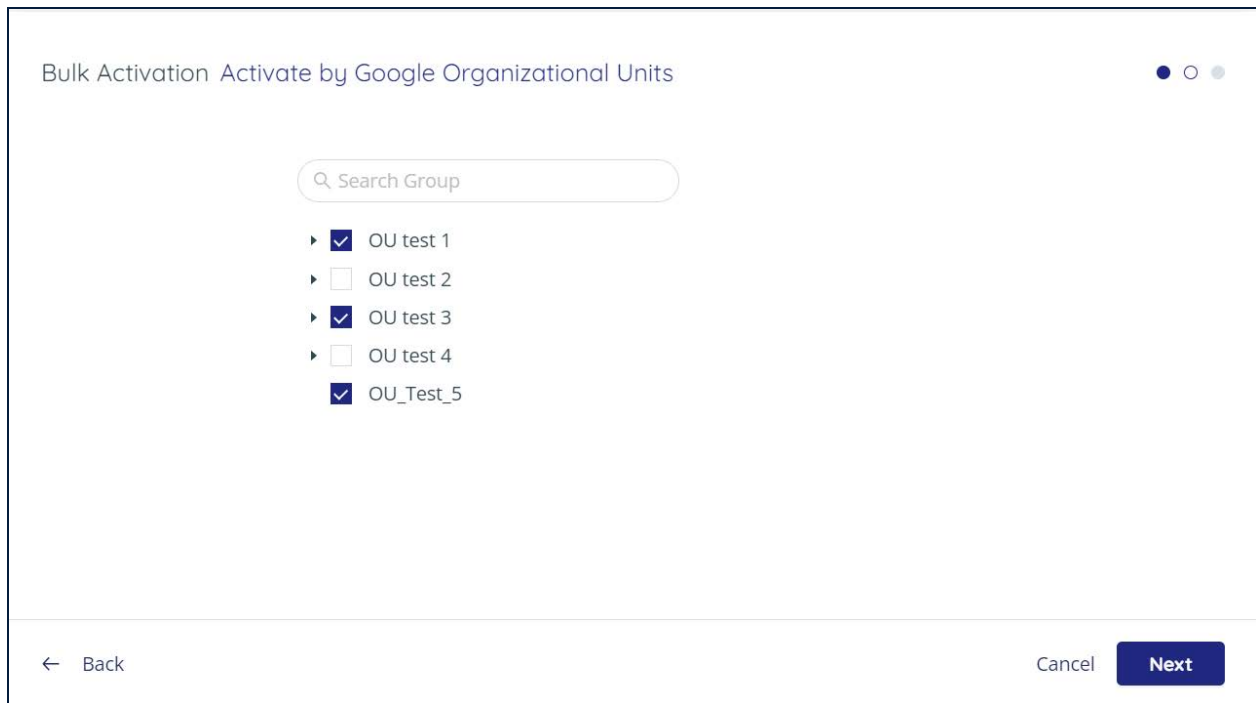 Bulk Activation Activate by Google Organizational Units
Search Group
OU test 1
OU test 2
OU test 3
OU test 4
OU_Test_5
Back
Cancel
Next